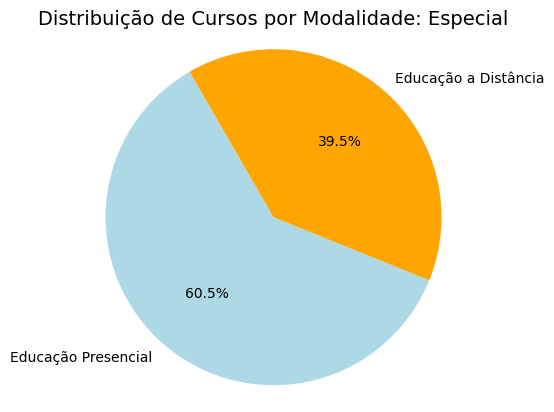 Distribuição de Cursos por Modalidade: Especial
Educação a Distância
39.5%
60.5%
Educação Presencial